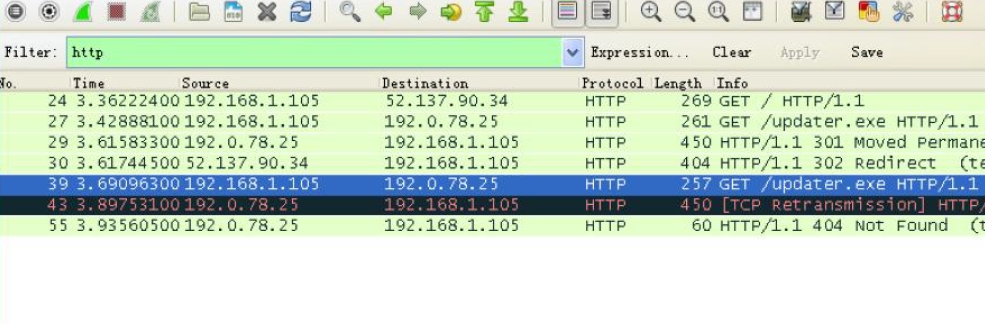 Filter: http Expression... Clear Apply Save
No. Time Source Destination Protocol Length Info
24 3.36222400 192.168.1.105 52.137.90.34 HTTP 269 GET / HTTP/1.1
27 3.42888100 192.168.1.105 192.0.78.25 HTTP 261 GET /updater.exe HTTP/1.1
29 3.61583300 192.0.78.25 192.168.1.105 HTTP 450 HTTP/1.1 301 Moved Permane
30 3.61744500 52.137.90.34 192.168.1.105 HTTP 404 HTTP/1.1 302 Redirect (te
39 3.69096300 192.168.1.105 192.0.78.25 HTTP 257 GET /updater.exe HTTP/1.1
43 3.89753100 192.0.78.25 192.168.1.105 HTTP 450 [TCP Retransmission] HTTP/
55 3.93560500 192.0.78.25 192.168.1.105 HTTP 60 HTTP/1.1 404 Not Found (t